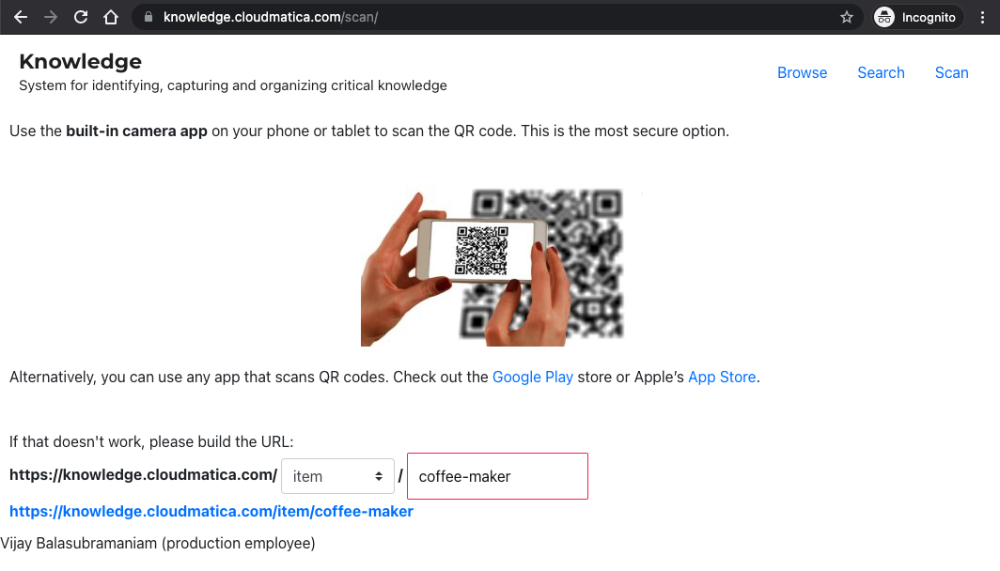 knowledge.cloudmatica.com/scan/
Incognito
Knowledge
System for identifying, capturing and organizing critical knowledge
Browse Search Scan
Use the built-in camera app on your phone or tablet to scan the QR code. This is the most secure option.
Alternatively, you can use any app that scans QR codes. Check out the Google Play store or Apple’s App Store.
If that doesn't work, please build the URL:
https://knowledge.cloudmatica.com/ item / coffee-maker
https://knowledge.cloudmatica.com/item/coffee-maker
Vijay Balasubramaniam (production employee)